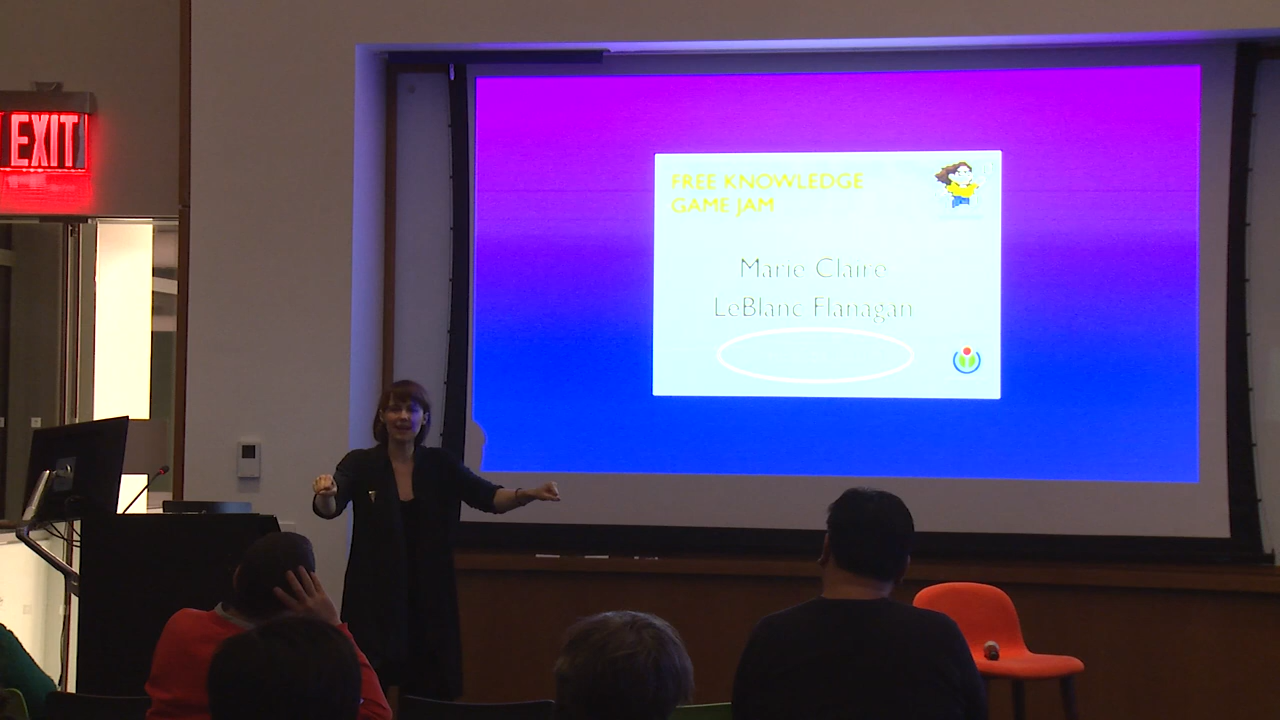 EXIT
FREE KNOWLEDGE
GAME JAM
Marie Claire
LeBlanc Flanagan